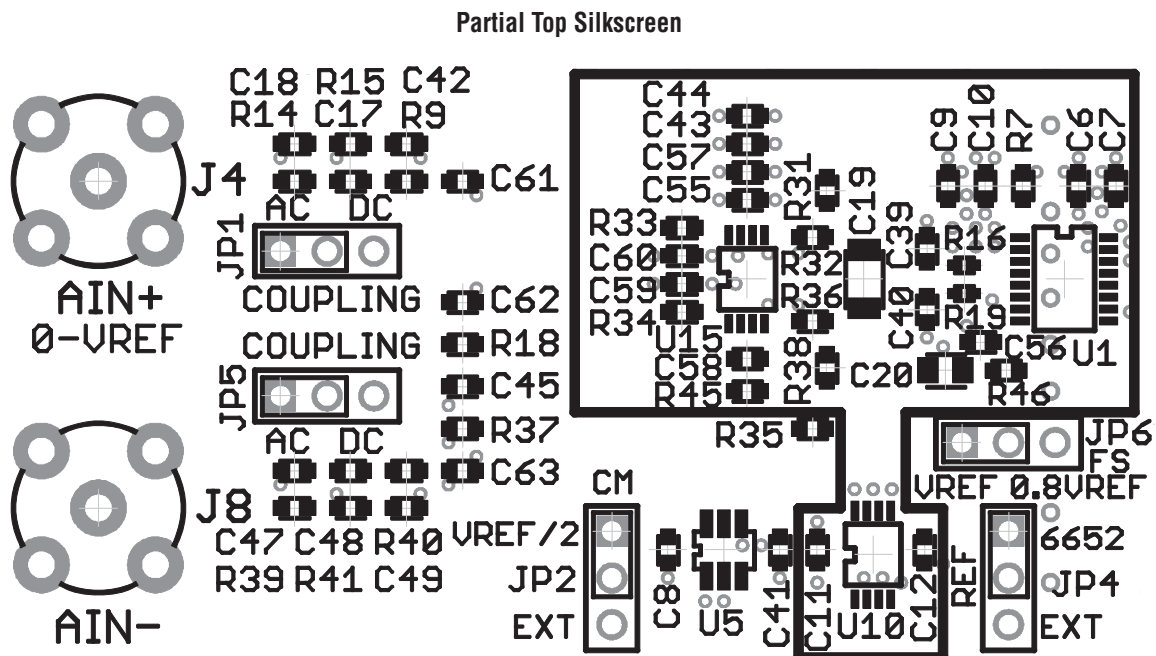 Partial Top Silkscreen
C18 R15 C42
R14 C17 R9
J4
C61
AC DC
JP1
COUPLING
AIN+
0-VREF
C62
COUPLING
R18
JP5
C45
AC DC
R37
C63
J8
C47 C48 R40
R39 R41 C49
AIN-
C44
C43
C57
C55
R31
C19
C9
C10
R7
C6
C7
R33
C60
C59
R34
U15
R32
R36
C39
R16
C40
R19
C56
U1
C58
R45
R38
C20
R46
R35
JP6
FS
VREF 0.8VREF
CM
VREF/2
JP2
EXT
C8
U5
C41
C11
U10
C12
REF
6652
JP4
EXT